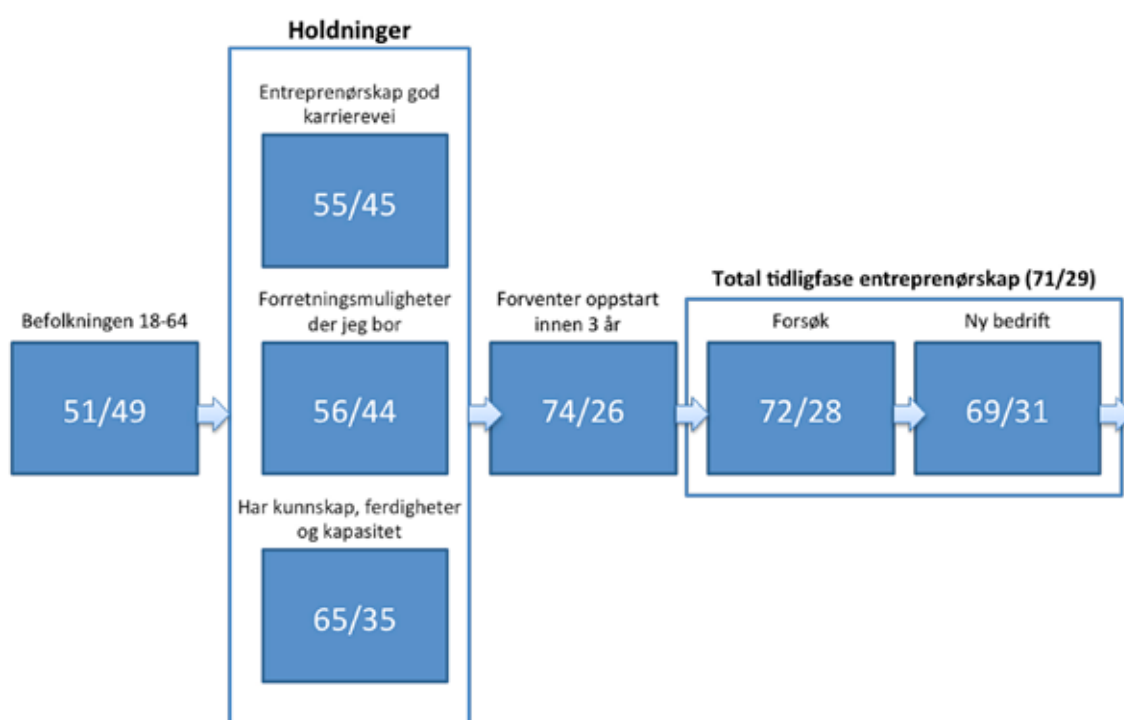 Holdninger
Entreprenørskap god
karrierevei
55/45
Forretningsmuligheter
der jeg bor
56/44
Har kunnskap, ferdigheter
og kapasitet
65/35
Befolkningen 18-64
51/49
Forventer oppstart
innen 3 år
74/26
Total tidligfase entreprenørskap (71/29)
Forsøk
72/28
Ny bedrift
69/31